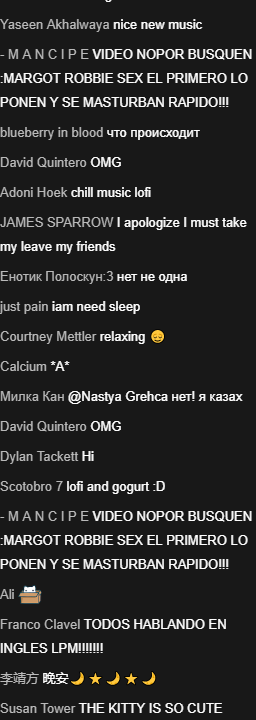 Yaseen Akhalwaya nice new music
- M A N C I P E VIDEO NOPOR BUSQUEN
:MARGOT ROBBIE SEX EL PRIMERO LO
PONEN Y SE MASTURBAN RAPIDO!!!
blueberry in blood что происходит
David Quintero OMG
Adoni Hoek chill music lofi
JAMES SPARROW I apologize I must take
my leave my friends
Енотик Полоскун:3 нет не одна
just pain iam need sleep
Courtney Mettler relaxing 😌
Calcium *A*
Милка Кан @Nastya Grehca нет! я казах
David Quintero OMG
Dylan Tackett Hi
Scotobro 7 lofi and gogurt :D
- M A N C I P E VIDEO NOPOR BUSQUEN
:MARGOT ROBBIE SEX EL PRIMERO LO
PONEN Y SE MASTURBAN RAPIDO!!!
Ali
Franco Clavel TODOS HABLANDO EN
INGLES LPM!!!!!!!
李靖方 晚安🌙 ★ 🌙 ★ 🌙
Susan Tower THE KITTY IS SO CUTE